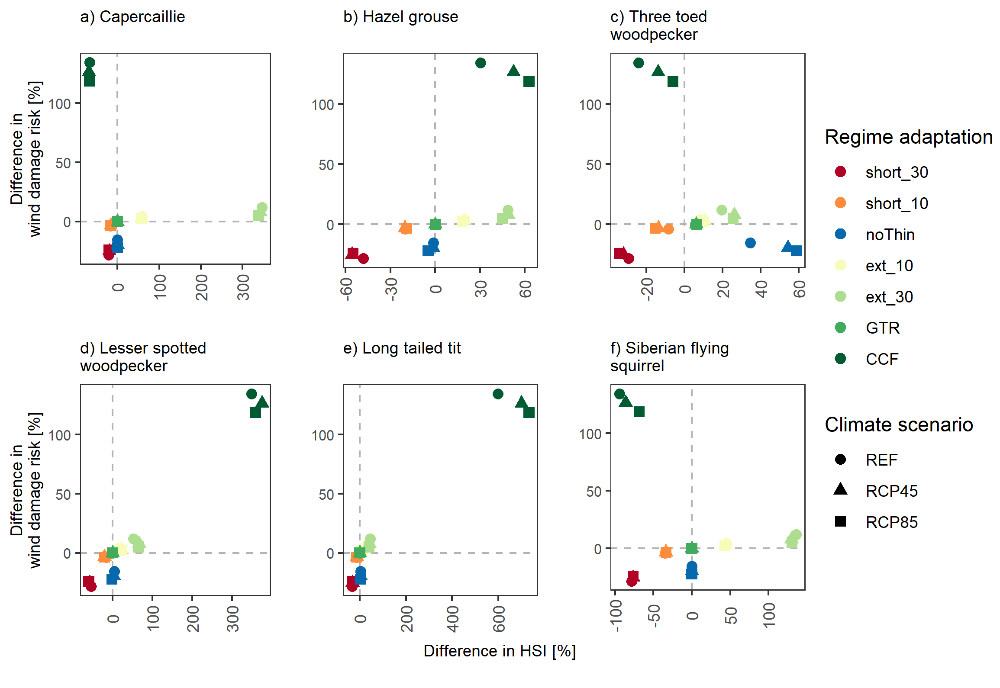 a) Capercaillie
b) Hazel grouse
c) Three toed
woodpecker
Difference in
wind damage risk [%]
100
50
0
0
100
200
300
100
50
0
-60
-30
0
30
60
100
50
0
-20
0
20
40
60
d) Lesser spotted
woodpecker
e) Long tailed tit
f) Siberian flying
squirrel
Difference in
wind damage risk [%]
100
50
0
0
100
200
300
100
50
0
0
200
400
600
100
50
0
-100
-50
0
50
100
Difference in HSI [%]
Regime adaptation
short_30
short_10
noThin
ext_10
ext_30
GTR
CCF
Climate scenario
REF
RCP45
RCP85